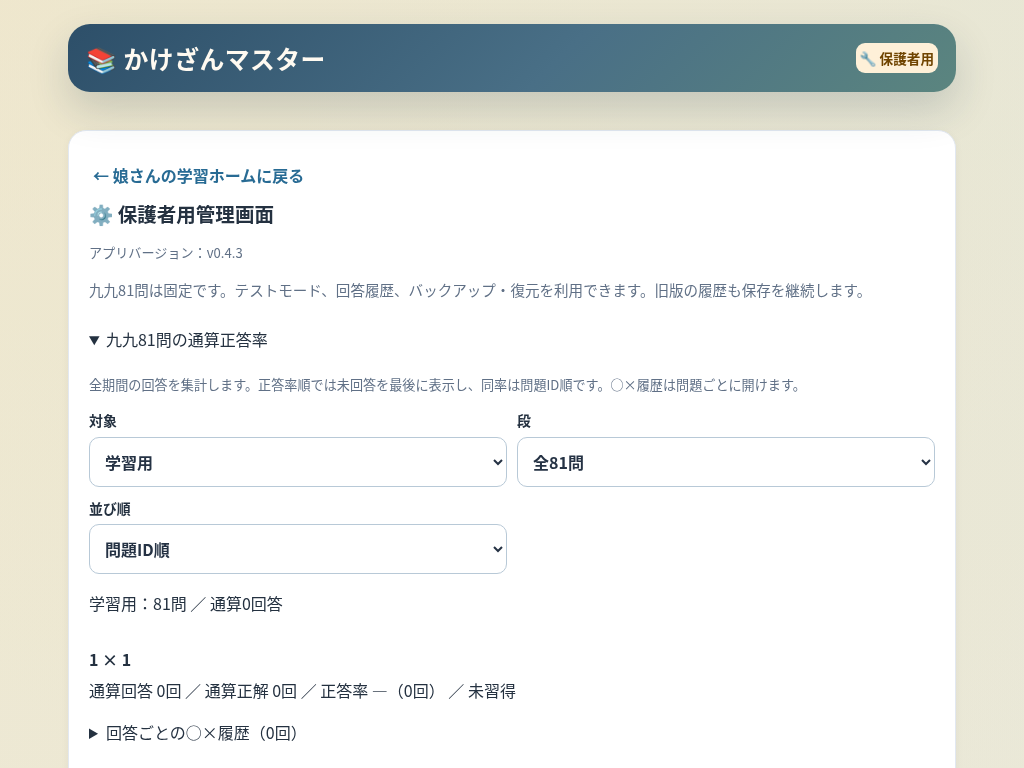 📚 かけざんマスター
🔧 保護者用
← 娘さんの学習ホームに戻る
⚙️ 保護者用管理画面
アプリバージョン：v0.4.3
九九81問は固定です。テストモード、回答履歴、バックアップ・復元を利用できます。旧版の履歴も保存を継続します。
▼ 九九81問の通算正答率
全期間の回答を集計します。正答率順では未回答を最後に表示し、同率は問題ID順です。○×履歴は問題ごとに開けます。
対象
段
学習用
全81問
並び順
問題ID順
学習用：81問 ／ 通算0回答
1 × 1
通算回答 0回 ／ 通算正解 0回 ／ 正答率 —（0回） ／ 未習得
▶ 回答ごとの○×履歴（0回）